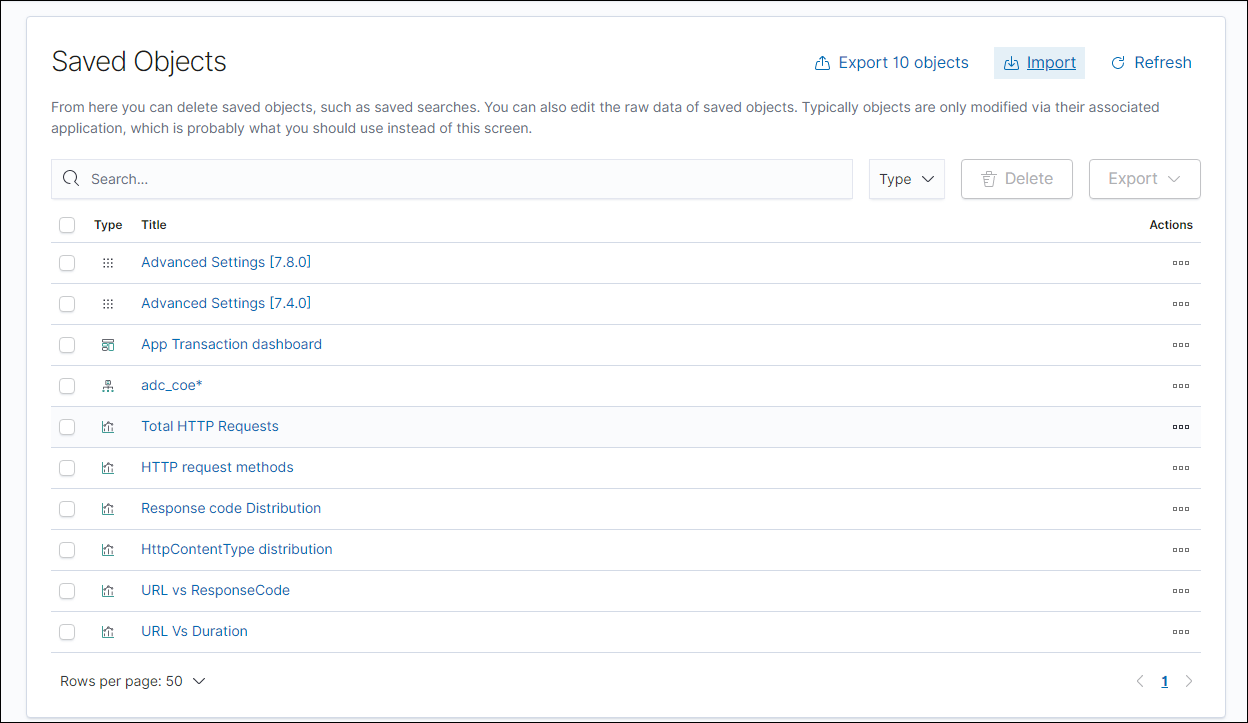 Saved Objects
Export 10 objects
Import
Refresh
From here you can delete saved objects, such as saved searches. You can also edit the raw data of saved objects. Typically objects are only modified via their associated
application, which is probably what you should use instead of this screen.
Search...
Type
Delete
Export
Type Title Actions
Advanced Settings [7.8.0]
Advanced Settings [7.4.0]
App Transaction dashboard
adc_coe*
Total HTTP Requests
HTTP request methods
Response code Distribution
HttpContentType distribution
URL vs ResponseCode
URL Vs Duration
Rows per page: 50
1